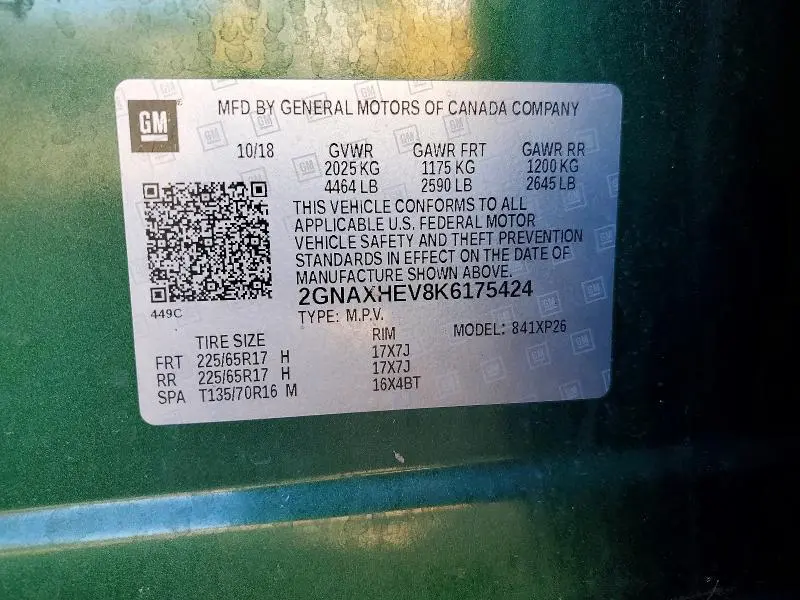 GM
MFD BY GENERAL MOTORS OF CANADA COMPANY
10/18 GVWR GAWR FRT GAWR RR
2025 KG 1175 KG 1200 KG
4464 LB 2590 LB 2645 LB
THIS VEHICLE CONFORMS TO ALL
APPLICABLE U.S. FEDERAL MOTOR
VEHICLE SAFETY AND THEFT PREVENTION
STANDARDS IN EFFECT ON THE DATE OF
MANUFACTURE SHOWN ABOVE.
2GNAXHEV8K6175424
449C
TYPE: M.P.V.
MODEL: 841XP26
TIRE SIZE RIM
FRT 225/65R17 H 17X7J
RR 225/65R17 H 17X7J
SPA T135/70R16 M 16X4BT